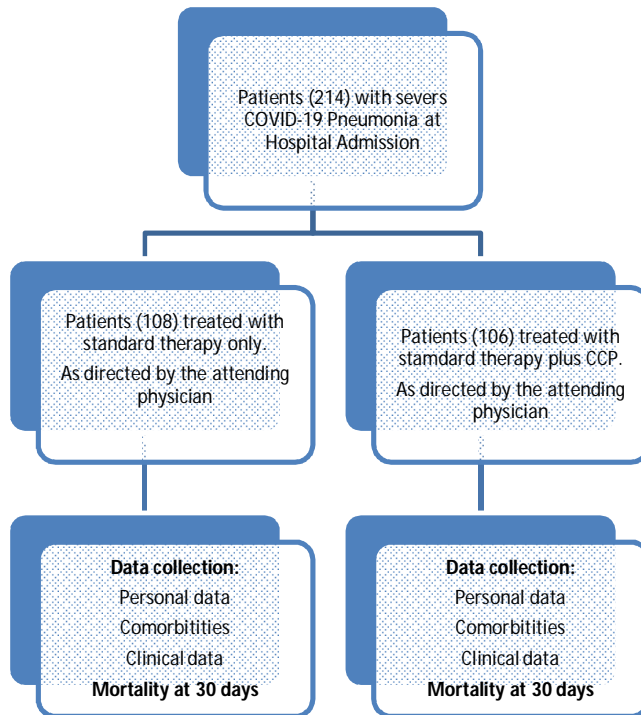 Patients (214) with severs
COVID-19 Pneumonia at
Hospital Admission
Patients (108) treated with
standard therapy only.
As directed by the attending
physician
Patients (106) treated with
stamdard therapy plus CCP.
As directed by the attending
physician
Data collection:
Personal data
Comorbitities
Clinical data
Mortality at 30 days
Data collection:
Personal data
Comorbitities
Clinical data
Mortality at 30 days